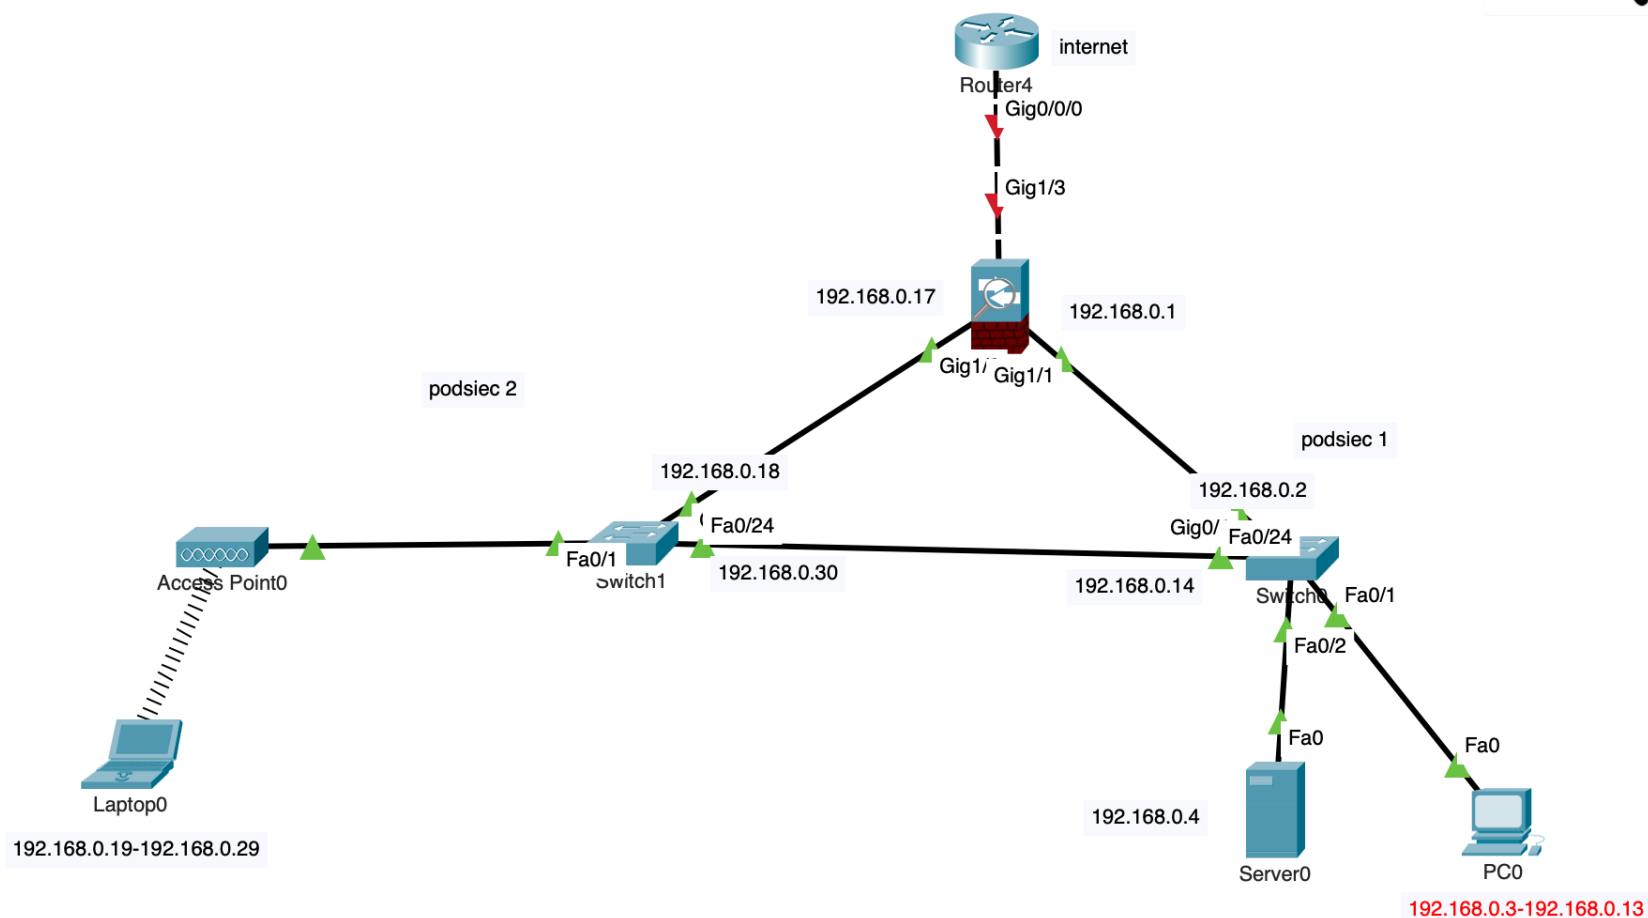 internet
Router4
Gig0/0/0
Gig1/3
192.168.0.17
192.168.0.1
Gig1/
Gig1/1
podsiec 2
podsiec 1
192.168.0.18
192.168.0.2
Fa0/24
Gig0/
Fa0/24
Fa0/1
192.168.0.30
192.168.0.14
Access Point0
Switch1
Switch0
Fa0/1
Fa0/2
Fa0
Fa0
Laptop0
192.168.0.4
192.168.0.19-192.168.0.29
Server0
PC0
192.168.0.3-192.168.0.13